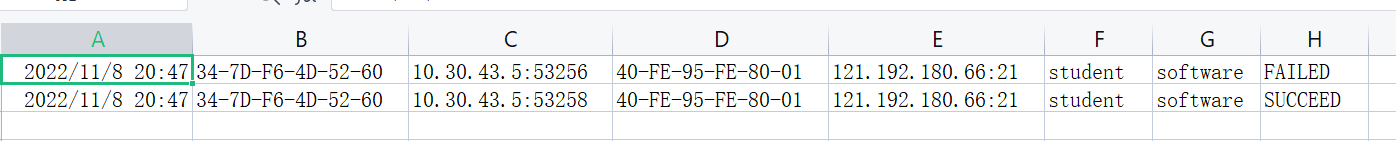 A B C D E F G H
2022/11/8 20:47 34-7D-F6-4D-52-60 10.30.43.5:53256 40-FE-95-FE-80-01 121.192.180.66:21 student software FAILED
2022/11/8 20:47 34-7D-F6-4D-52-60 10.30.43.5:53258 40-FE-95-FE-80-01 121.192.180.66:21 student software SUCCEED